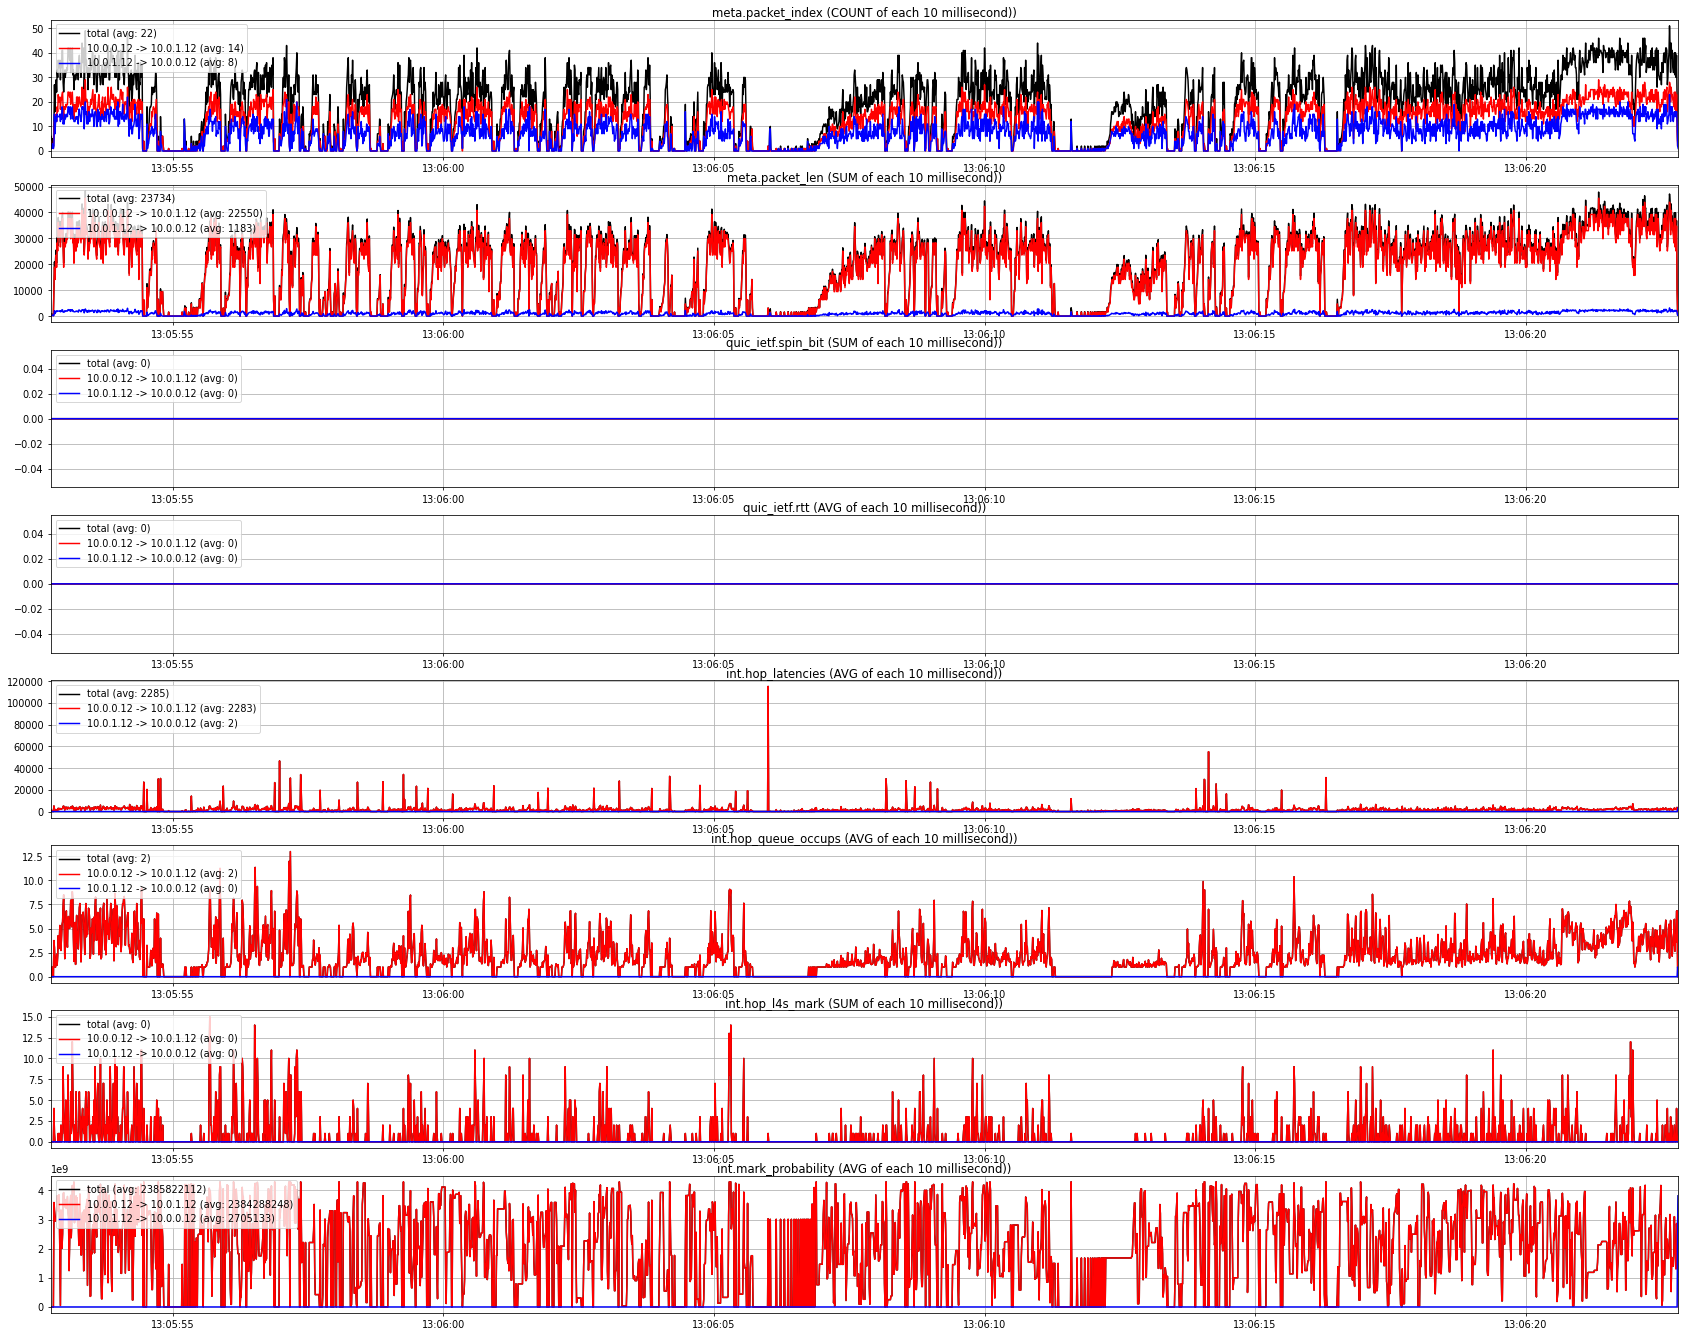 meta.packet_index (COUNT of each 10 millisecond))
50
40
30
20
10
0
total (avg: 22)
10.0.0.12 -> 10.0.1.12 (avg: 14)
10.0.1.12 -> 10.0.0.12 (avg: 8)
13:05:55 13:06:00 13:06:05 13:06:10 13:06:15 13:06:20
meta.packet_len (SUM of each 10 millisecond))
50000
40000
30000
20000
10000
0
total (avg: 23734)
10.0.0.12 -> 10.0.1.12 (avg: 22550)
10.0.1.12 -> 10.0.0.12 (avg: 1183)
13:05:55 13:06:00 13:06:05 13:06:10 13:06:15 13:06:20
quic_ietf.spin_bit (SUM of each 10 millisecond))
0.04
0.02
0.00
−0.02
−0.04
total (avg: 0)
10.0.0.12 -> 10.0.1.12 (avg: 0)
10.0.1.12 -> 10.0.0.12 (avg: 0)
13:05:55 13:06:00 13:06:05 13:06:10 13:06:15 13:06:20
quic_ietf.rtt (AVG of each 10 millisecond))
0.04
0.02
0.00
−0.02
−0.04
total (avg: 0)
10.0.0.12 -> 10.0.1.12 (avg: 0)
10.0.1.12 -> 10.0.0.12 (avg: 0)
13:05:55 13:06:00 13:06:05 13:06:10 13:06:15 13:06:20
int.hop_latencies (AVG of each 10 millisecond))
120000
100000
80000
60000
40000
20000
0
total (avg: 2285)
10.0.0.12 -> 10.0.1.12 (avg: 2283)
10.0.1.12 -> 10.0.0.12 (avg: 2)
13:05:55 13:06:00 13:06:05 13:06:10 13:06:15 13:06:20
int.hop_queue_occups (AVG of each 10 millisecond))
12.5
10.0
7.5
5.0
2.5
0.0
total (avg: 2)
10.0.0.12 -> 10.0.1.12 (avg: 2)
10.0.1.12 -> 10.0.0.12 (avg: 0)
13:05:55 13:06:00 13:06:05 13:06:10 13:06:15 13:06:20
int.hop_l4s_mark (SUM of each 10 millisecond))
15.0
12.5
10.0
7.5
5.0
2.5
0.0
total (avg: 0)
10.0.0.12 -> 10.0.1.12 (avg: 0)
10.0.1.12 -> 10.0.0.12 (avg: 0)
13:05:55 13:06:00 13:06:05 13:06:10 13:06:15 13:06:20
1e9
int.mark_probability (AVG of each 10 millisecond))
4
3
2
1
0
total (avg: 2385822112)
10.0.0.12 -> 10.0.1.12 (avg: 2384288248)
10.0.1.12 -> 10.0.0.12 (avg: 2705133)
13:05:55 13:06:00 13:06:05 13:06:10 13:06:15 13:06:20